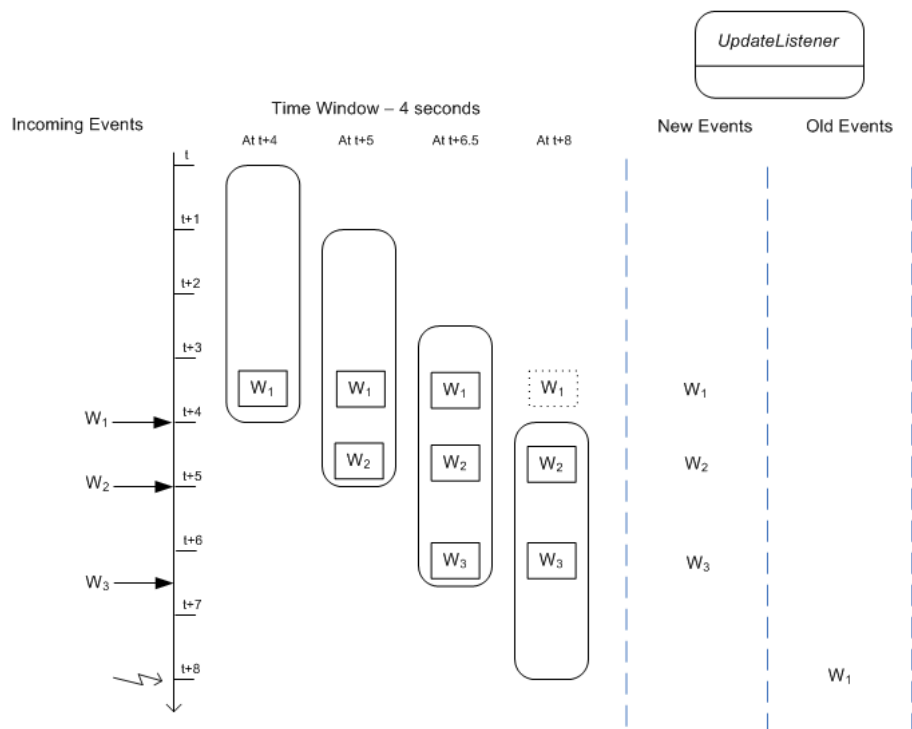 UpdateListener
Time Window – 4 seconds
Incoming Events
New Events
Old Events
At t+4
At t+5
At t+6.5
At t+8
t
t+1
t+2
t+3
W1
W1
W1
W1
W1
W1
t+4
W2
W2
W2
W2
W2
t+5
t+6
W3
W3
W3
W3
t+7
t+8
W1